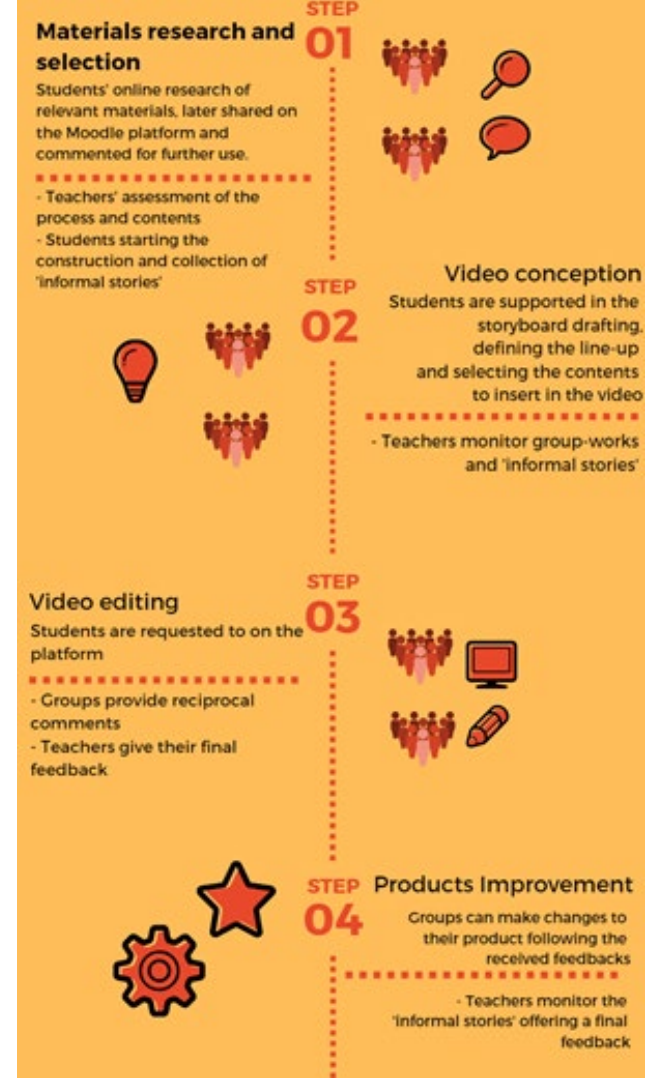 STEP
01
Materials research and
selection
Students' online research of
relevant materials, later shared on
the Moodle platform and
commented for further use.
- Teachers' assessment of the
process and contents
- Students starting the
construction and collection of
'informal stories'
STEP
02
Video conception
Students are supported in the
storyboard drafting,
defining the line-up
and selecting the contents
to insert in the video
- Teachers monitor group-works
and 'informal stories'
STEP
03
Video editing
Students are requested to on the
platform
- Groups provide reciprocal
comments
- Teachers give their final
feedback
STEP
04
Products Improvement
Groups can make changes to
their product following the
received feedbacks
- Teachers monitor the
'informal stories' offering a final
feedback